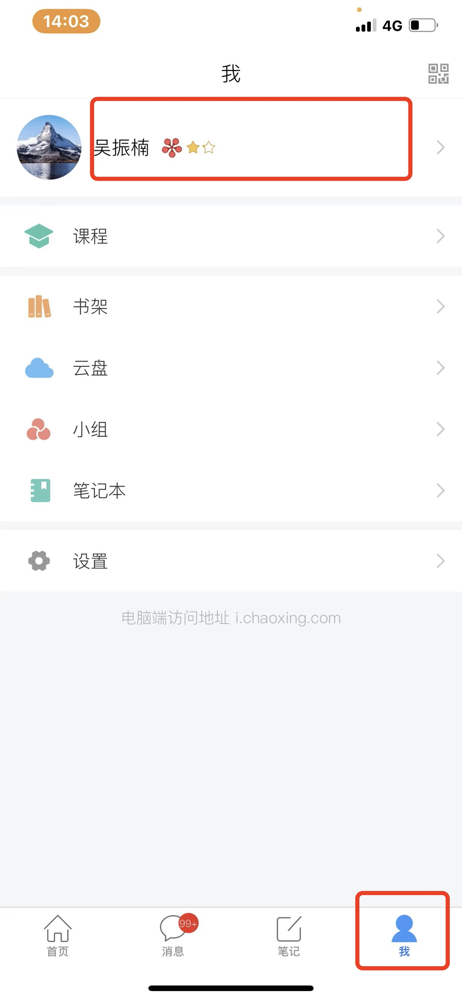 14:03
4G
我
吴振楠
课程
书架
云盘
小组
笔记本
设置
电脑端访问地址 i.chaoxing.com
99+
首页
消息
笔记
我